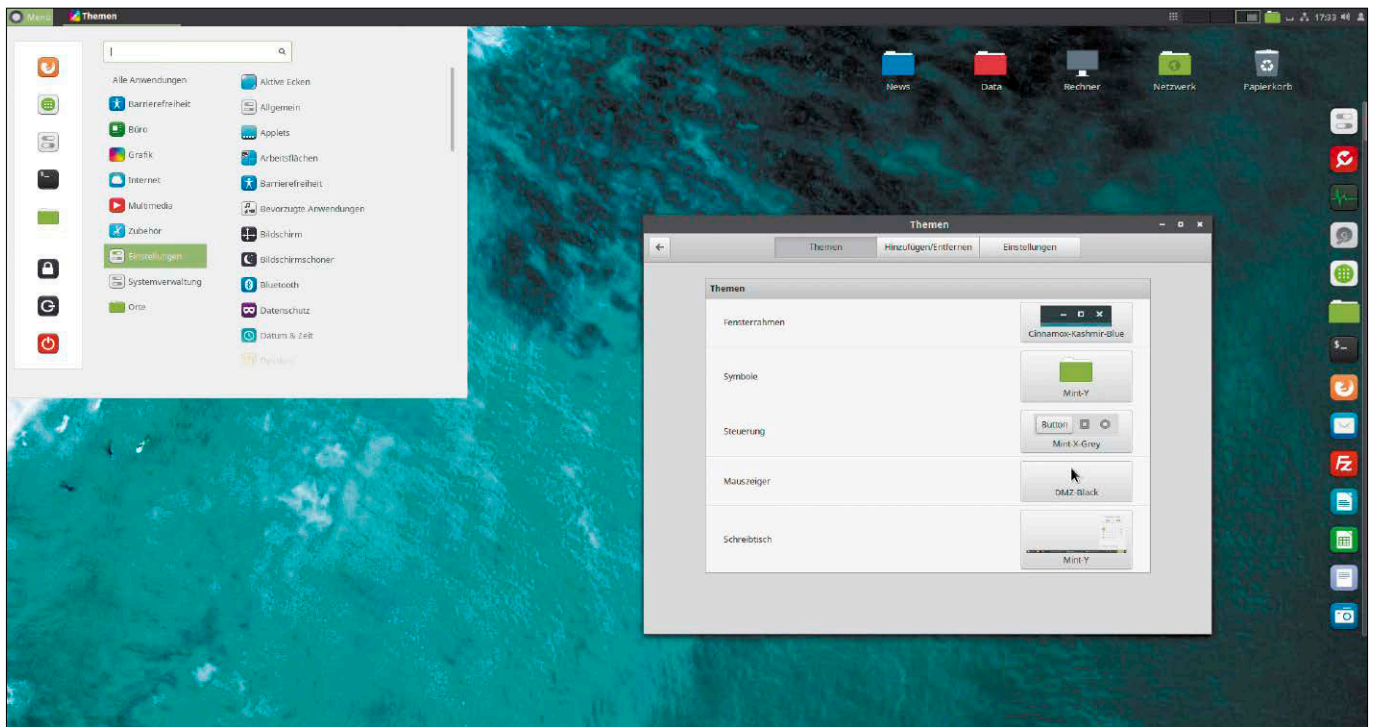 Menü
Themen
17:33
Alle Anwendungen
Barrierefreiheit
Büro
Grafik
Internet
Multimedia
Zubehör
Einstellungen
Systemverwaltung
Orte
Aktive Ecken
Allgemein
Applets
Arbeitsflächen
Barrierefreiheit
Bevorzugte Anwendungen
Bildschirm
Bildschirmschoner
Bluetooth
Datenschutz
Datum & Zeit
News
Data
Rechner
Netzwerk
Papierkorb
Themen
Themen
Hinzufügen/Entfernen
Einstellungen
Themen
Fensterrahmen
Cinnamox-Kashmir-Blue
Symbole
Mint-Y
Steuerung
Button
Mint-X-Grey
Mauszeiger
DMZ-Black
Schreibtisch
Mint-Y
$_
FZ